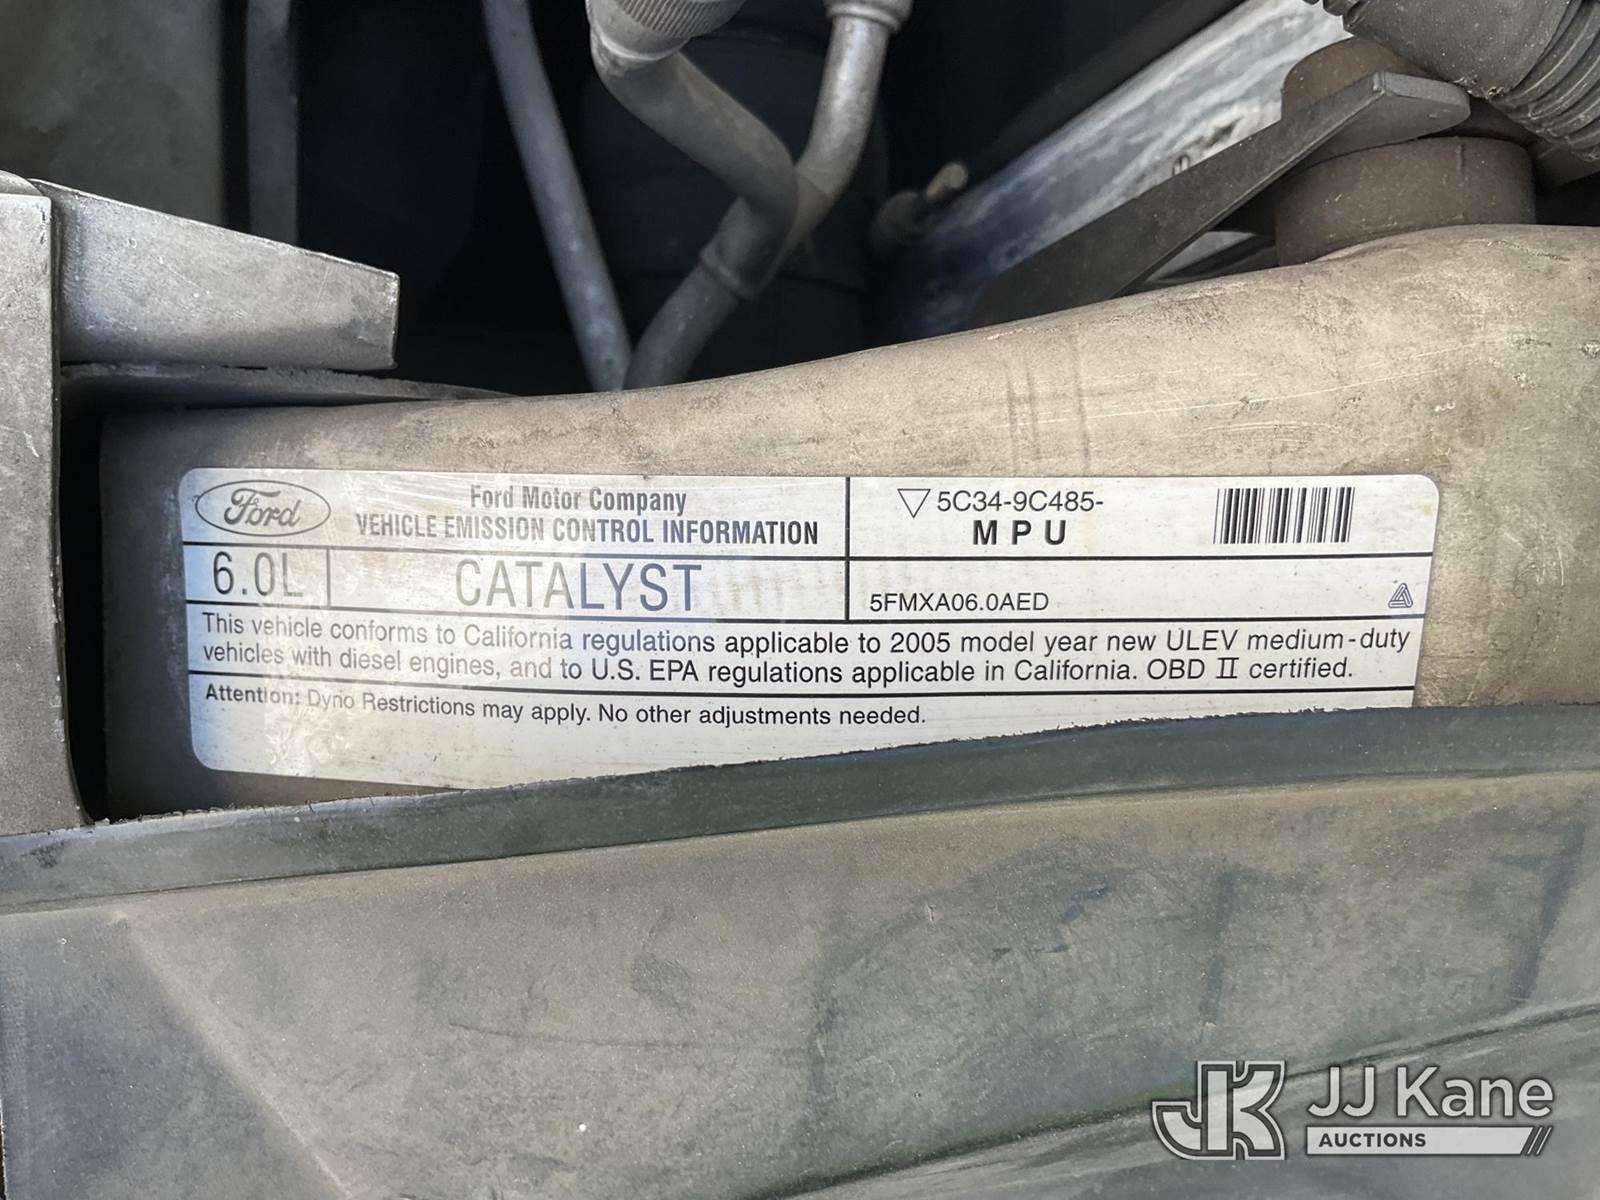 Ford
Ford Motor Company
VEHICLE EMISSION CONTROL INFORMATION
5C34-9C485-
MPU
6.0L
CATALYST
5FMXA06.0AED
This vehicle conforms to California regulations applicable to 2005 model year new ULEV medium-duty
vehicles with diesel engines, and to U.S. EPA regulations applicable in California. OBD II certified.
Attention: Dyno Restrictions may apply. No other adjustments needed.
JK JJ Kane
AUCTIONS